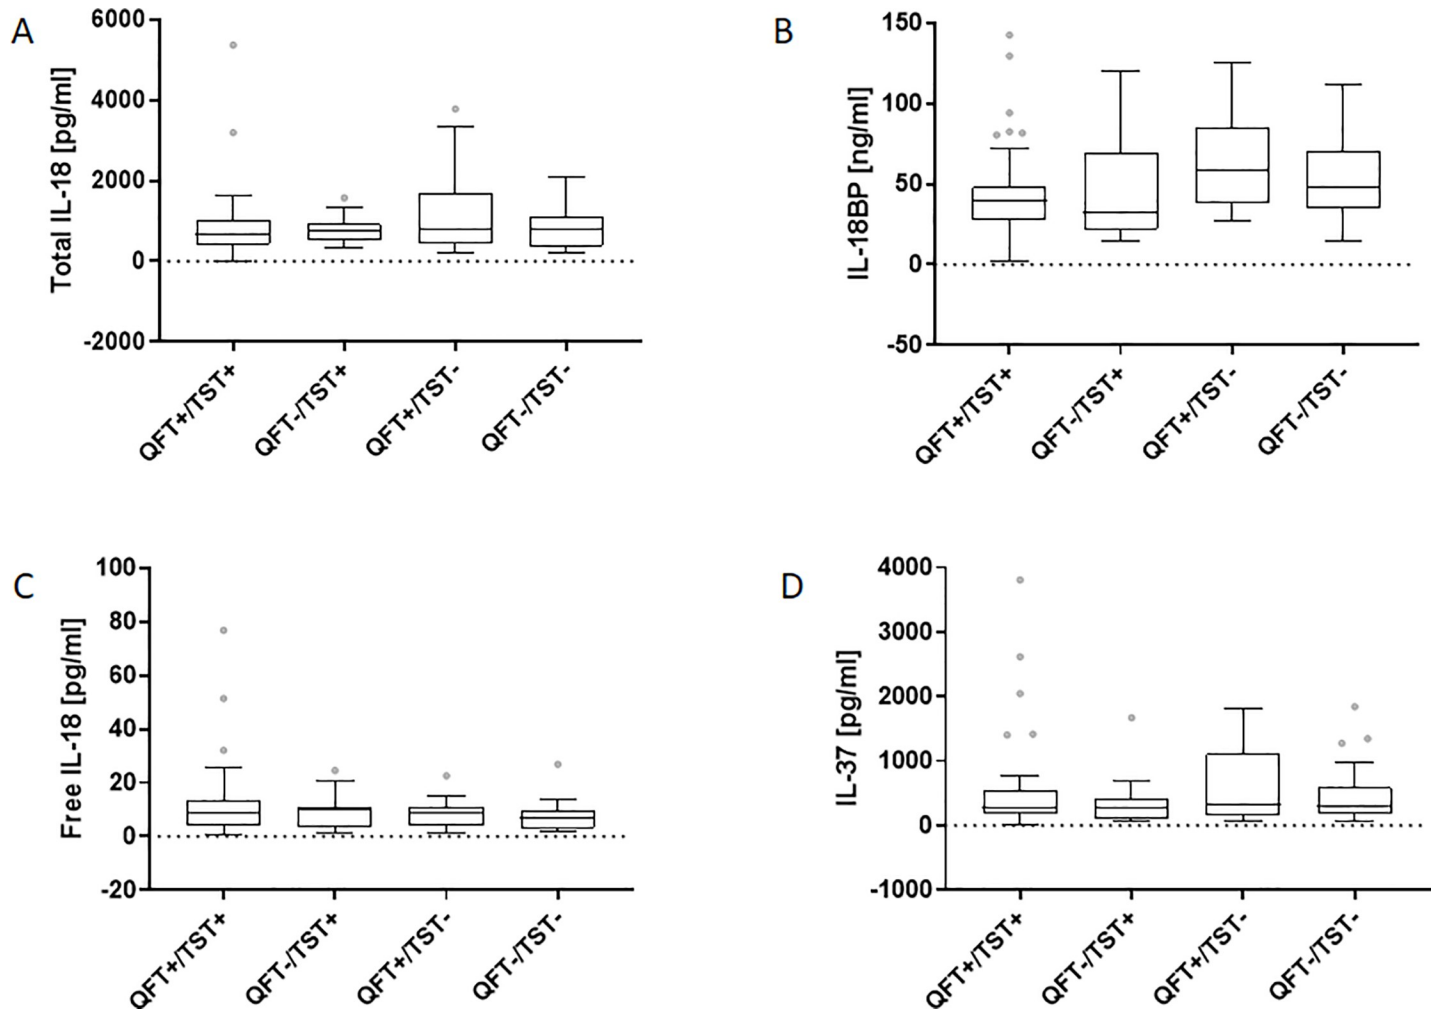 A
Total IL-18 [pg/ml]
6000
4000
2000
0
-2000
QFT+/TST+
QFT-/TST+
QFT+/TST-
QFT-/TST-
B
IL-18BP [ng/ml]
150
100
50
0
-50
QFT+/TST+
QFT-/TST+
QFT+/TST-
QFT-/TST-
C
Free IL-18 [pg/ml]
100
80
60
40
20
0
-20
QFT+/TST+
QFT-/TST+
QFT+/TST-
QFT-/TST-
D
IL-37 [pg/ml]
4000
3000
2000
1000
0
-1000
QFT+/TST+
QFT-/TST+
QFT+/TST-
QFT-/TST-